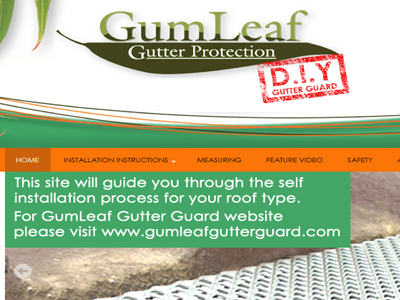 GumLeaf
Gutter Protection
D.I.Y
GUTTER GUARD
HOME INSTALLATION INSTRUCTIONS MEASURING FEATURE VIDEO SAFETY
This site will guide you through the self
installation process for your roof type.
For GumLeaf Gutter Guard website
please visit www.gumleafgutterguard.com